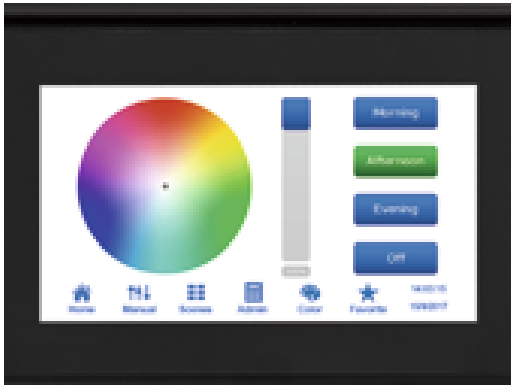 Morning
Afternoon
Evening
Off
Home
Manual
Scenes
Admin
Color
Favorite